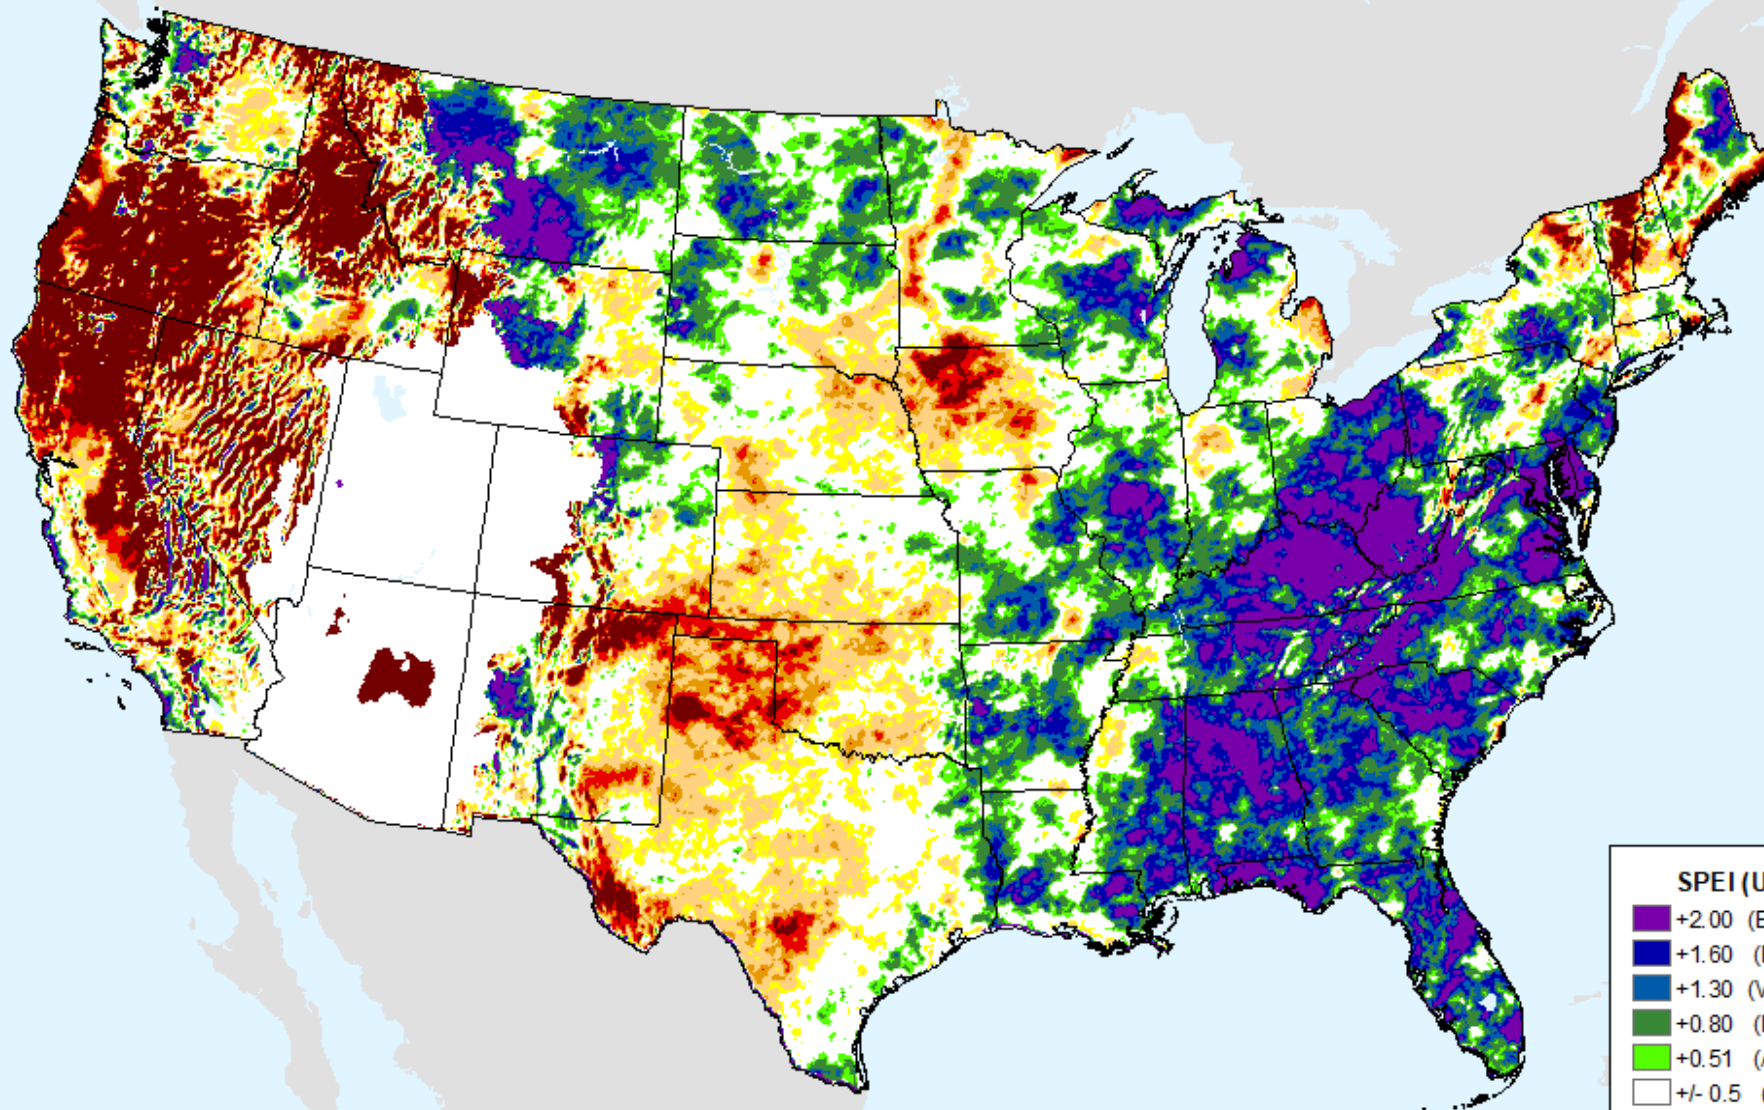 SPEI (U
+2.00 (E
+1.60 (
+1.30 (V
+0.80 (
+0.51 (
+/- 0.5 (